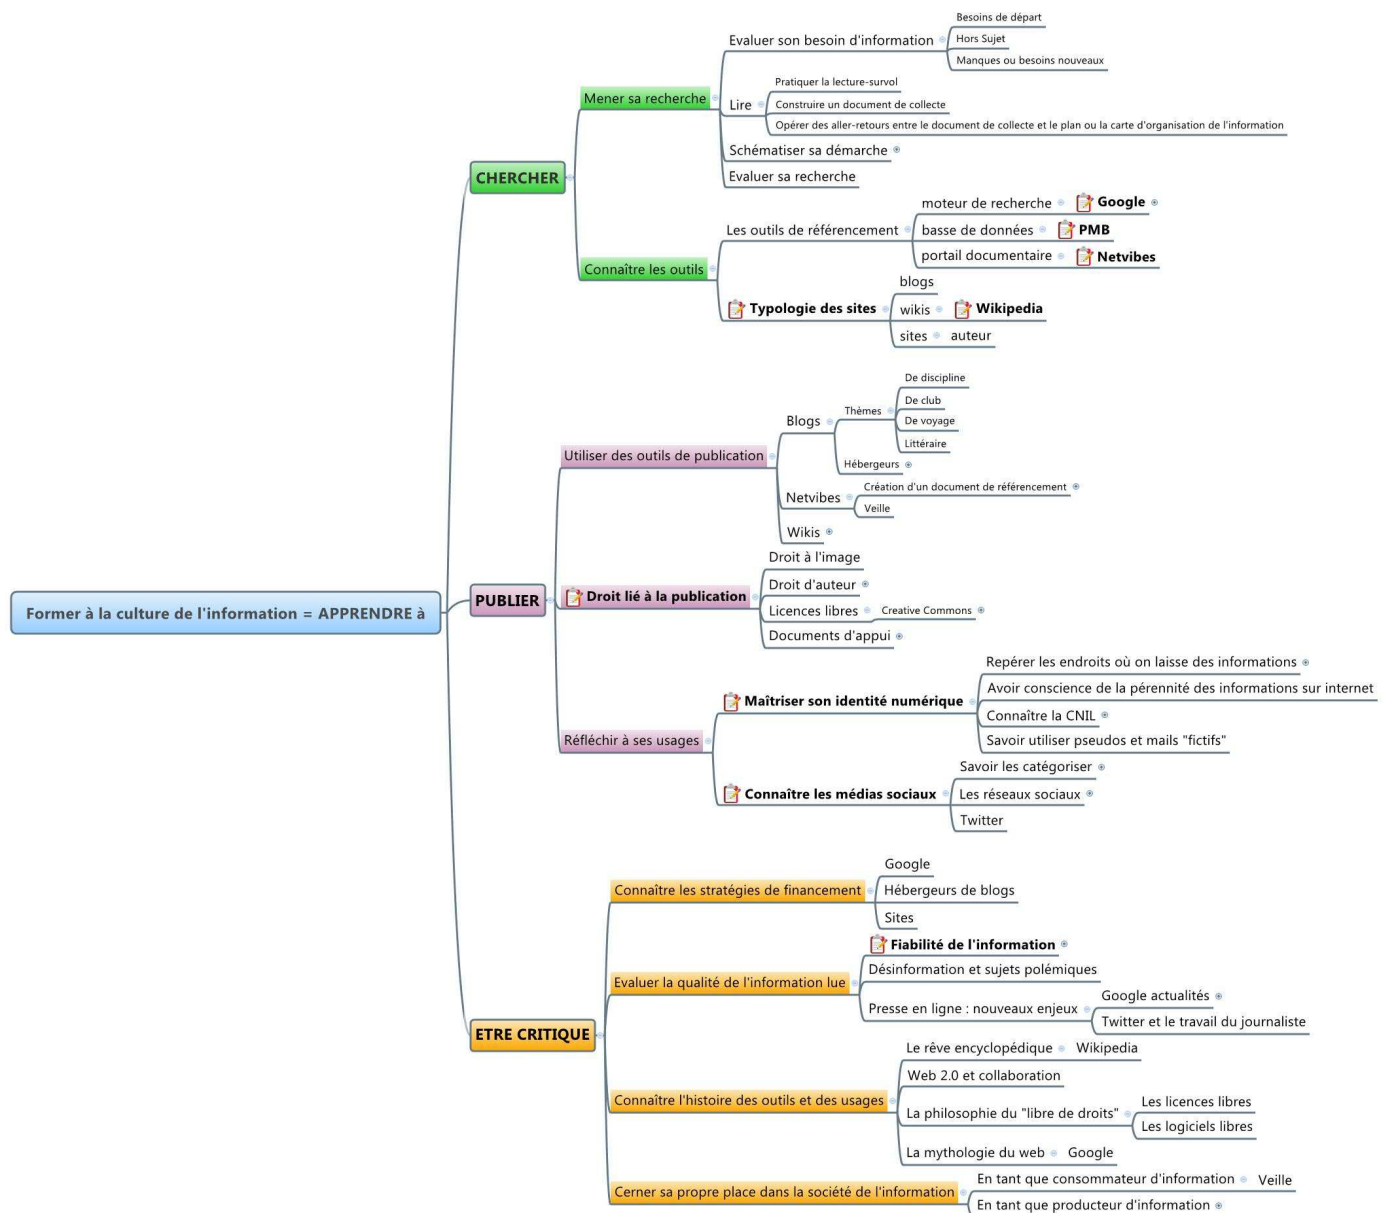 Former à la culture de l'information = APPRENDRE à
CHERCHER
Mener sa recherche
Evaluer son besoin d'information
Besoins de départ
Hors Sujet
Manques ou besoins nouveaux
Lire
Pratiquer la lecture-survol
Construire un document de collecte
Opérer des aller-retours entre le document de collecte et le plan ou la carte d'organisation de l'information
Schématiser sa démarche
Evaluer sa recherche
Connaître les outils
Les outils de référencement
moteur de recherche
Google
basse de données
PMB
portail documentaire
Netvibes
Typologie des sites
blogs
wikis
Wikipedia
sites
auteur
PUBLIER
Utiliser des outils de publication
Blogs
Thèmes
De discipline
De club
De voyage
Littéraire
Hébergeurs
Netvibes
Création d'un document de référencement
Veille
Wikis
Droit lié à la publication
Droit à l'image
Droit d'auteur
Licences libres
Creative Commons
Documents d'appui
Réfléchir à ses usages
Maîtriser son identité numérique
Repérer les endroits où on laisse des informations
Avoir conscience de la pérennité des informations sur internet
Connaître la CNIL
Savoir utiliser pseudos et mails "fictifs"
Connaître les médias sociaux
Savoir les catégoriser
Les réseaux sociaux
Twitter
ETRE CRITIQUE
Connaître les stratégies de financement
Google
Hébergeurs de blogs
Sites
Evaluer la qualité de l'information lue
Fiabilité de l'information
Désinformation et sujets polémiques
Presse en ligne : nouveaux enjeux
Google actualités
Twitter et le travail du journaliste
Connaître l'histoire des outils et des usages
Le rêve encyclopédique
Wikipedia
Web 2.0 et collaboration
La philosophie du "libre de droits"
Les licences libres
Les logiciels libres
La mythologie du web
Google
Cerner sa propre place dans la société de l'information
En tant que consommateur d'information
Veille
En tant que producteur d'information